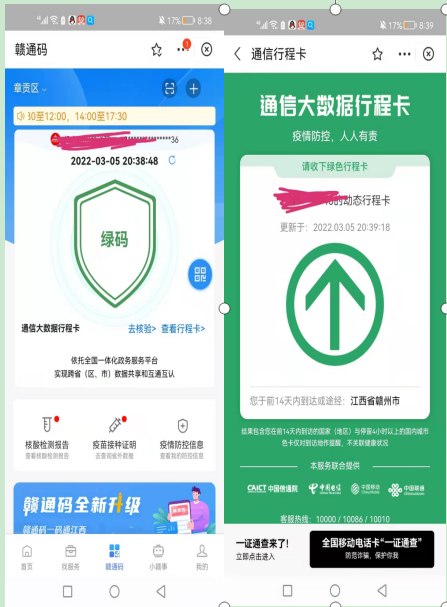 17% 8:38
赣通码
章贡区
30至12:00，14:00至17:30
36
2022-03-05 20:38:48
绿码
通信大数据行程卡
去核验> 查看行程卡>
依托全国一体化政务服务平台
实现跨省（区、市）数据共享和互通互认
核酸检测报告
查看核酸检测报告
疫苗接种证明
疫情防控信息
查看我的防控信息
赣通码全新升级
赣通码一码通江西
首页
找服务
赣通码
小赣事
我的
17% 8:39
通信行程卡
通信大数据行程卡
疫情防控，人人有责
请收下绿色行程卡
的动态行程卡
更新于：2022.03.05 20:39:18
您于前14天内到达或途经：江西省赣州市
结果包含您在前14天内到访的国家（地区）与停留4小时以上的国内城市
色卡仅对到访地作提醒，不关联健康状况
本服务联合提供
CAICT 中国信通院 中国电信 中国移动 中国联通
客服热线：10000 / 10086 / 10010
一证通查来了！
立即点击进入
全国移动电话卡“一证通查”
防范诈骗，保护你我